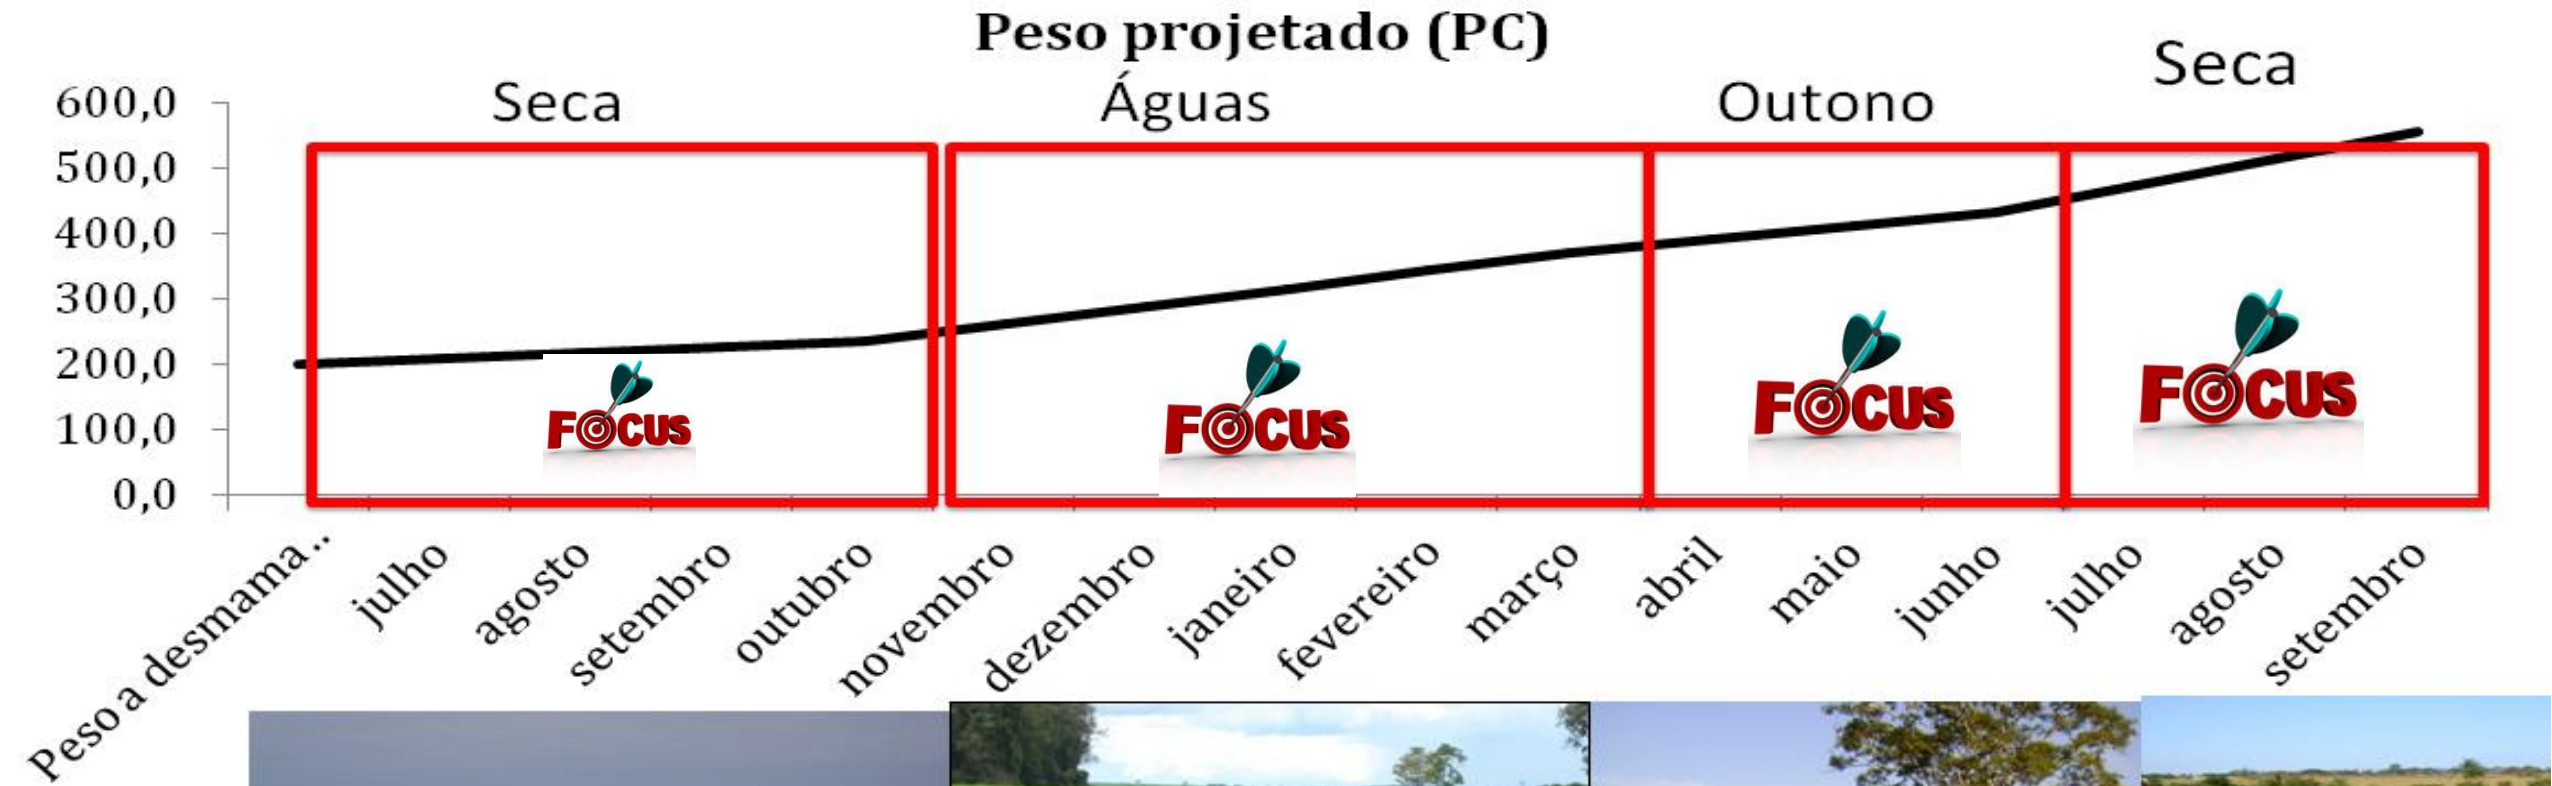 Peso projetado (PC)
Seca
Águas
Outono
Seca
600,0
500,0
400,0
300,0
200,0
100,0
0,0
FOCUS
FOCUS
FOCUS
FOCUS
Peso a desmama..
julho
agosto
setembro
outubro
novembro
dezembro
janeiro
fevereiro
março
abril
maio
junho
julho
agosto
setembro